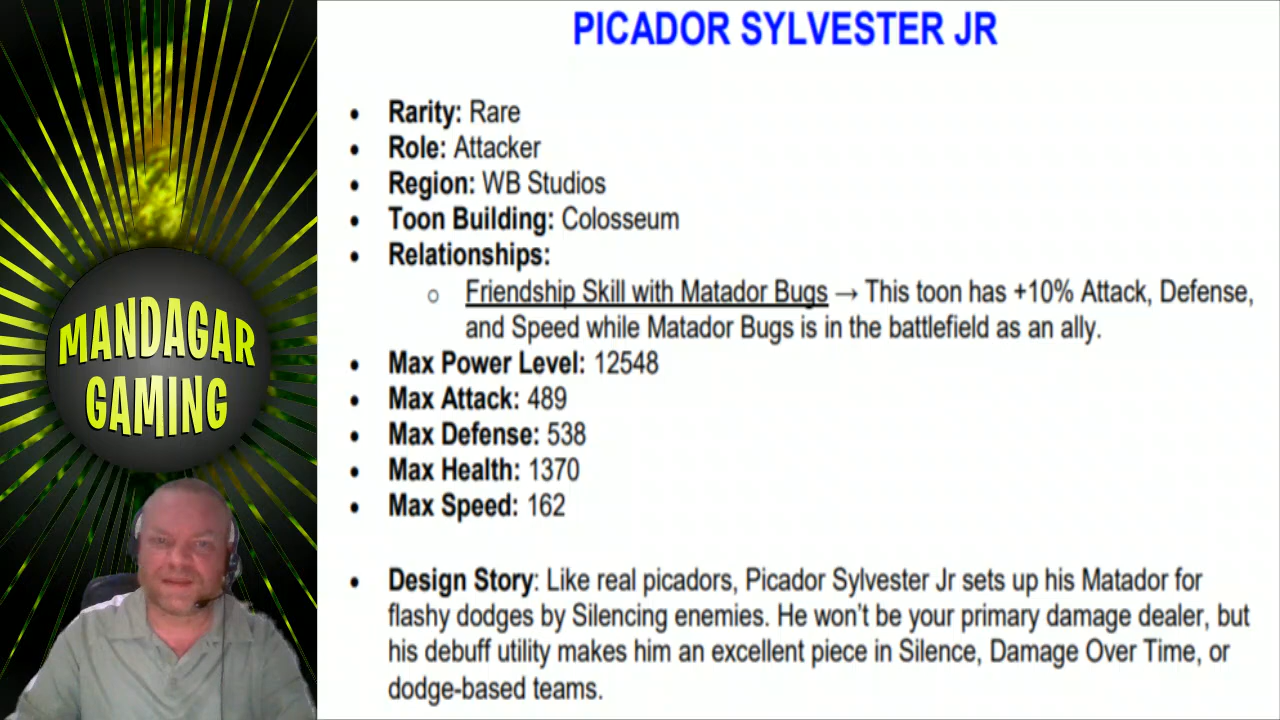 PICADOR SYLVESTER JR
• Rarity: Rare
• Role: Attacker
• Region: WB Studios
• Toon Building: Colosseum
• Relationships:
○ Friendship Skill with Matador Bugs → This toon has +10% Attack, Defense,
and Speed while Matador Bugs is in the battlefield as an ally.
• Max Power Level: 12548
• Max Attack: 489
• Max Defense: 538
• Max Health: 1370
• Max Speed: 162
• Design Story: Like real picadors, Picador Sylvester Jr sets up his Matador for
flashy dodges by Silencing enemies. He won't be your primary damage dealer, but
his debuff utility makes him an excellent piece in Silence, Damage Over Time, or
dodge-based teams.
MANDAGAR
GAMING